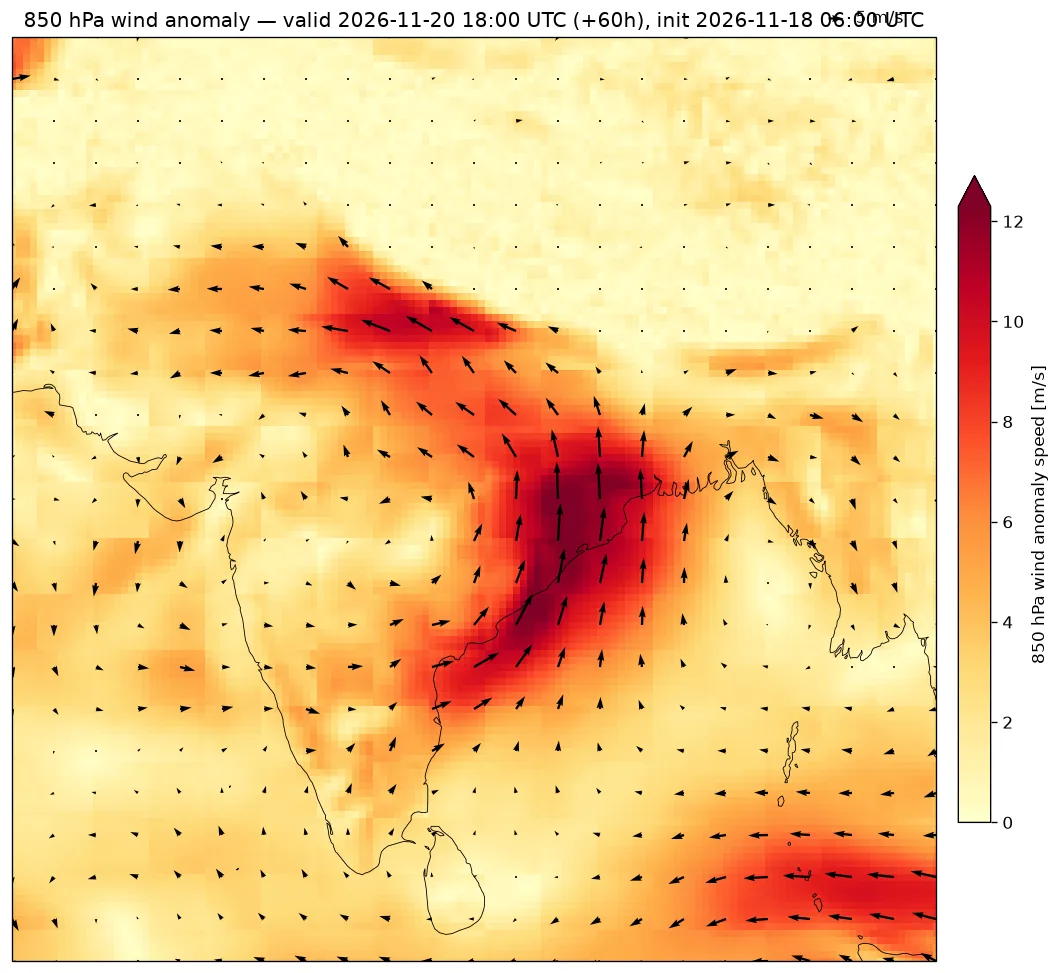 850 hPa wind anomaly — valid 2026-11-20 18:00 UTC (+60h), init 2026-11-18 06:00 UTC
5 m/s
12
10
8
6
4
2
0
850 hPa wind anomaly speed [m/s]